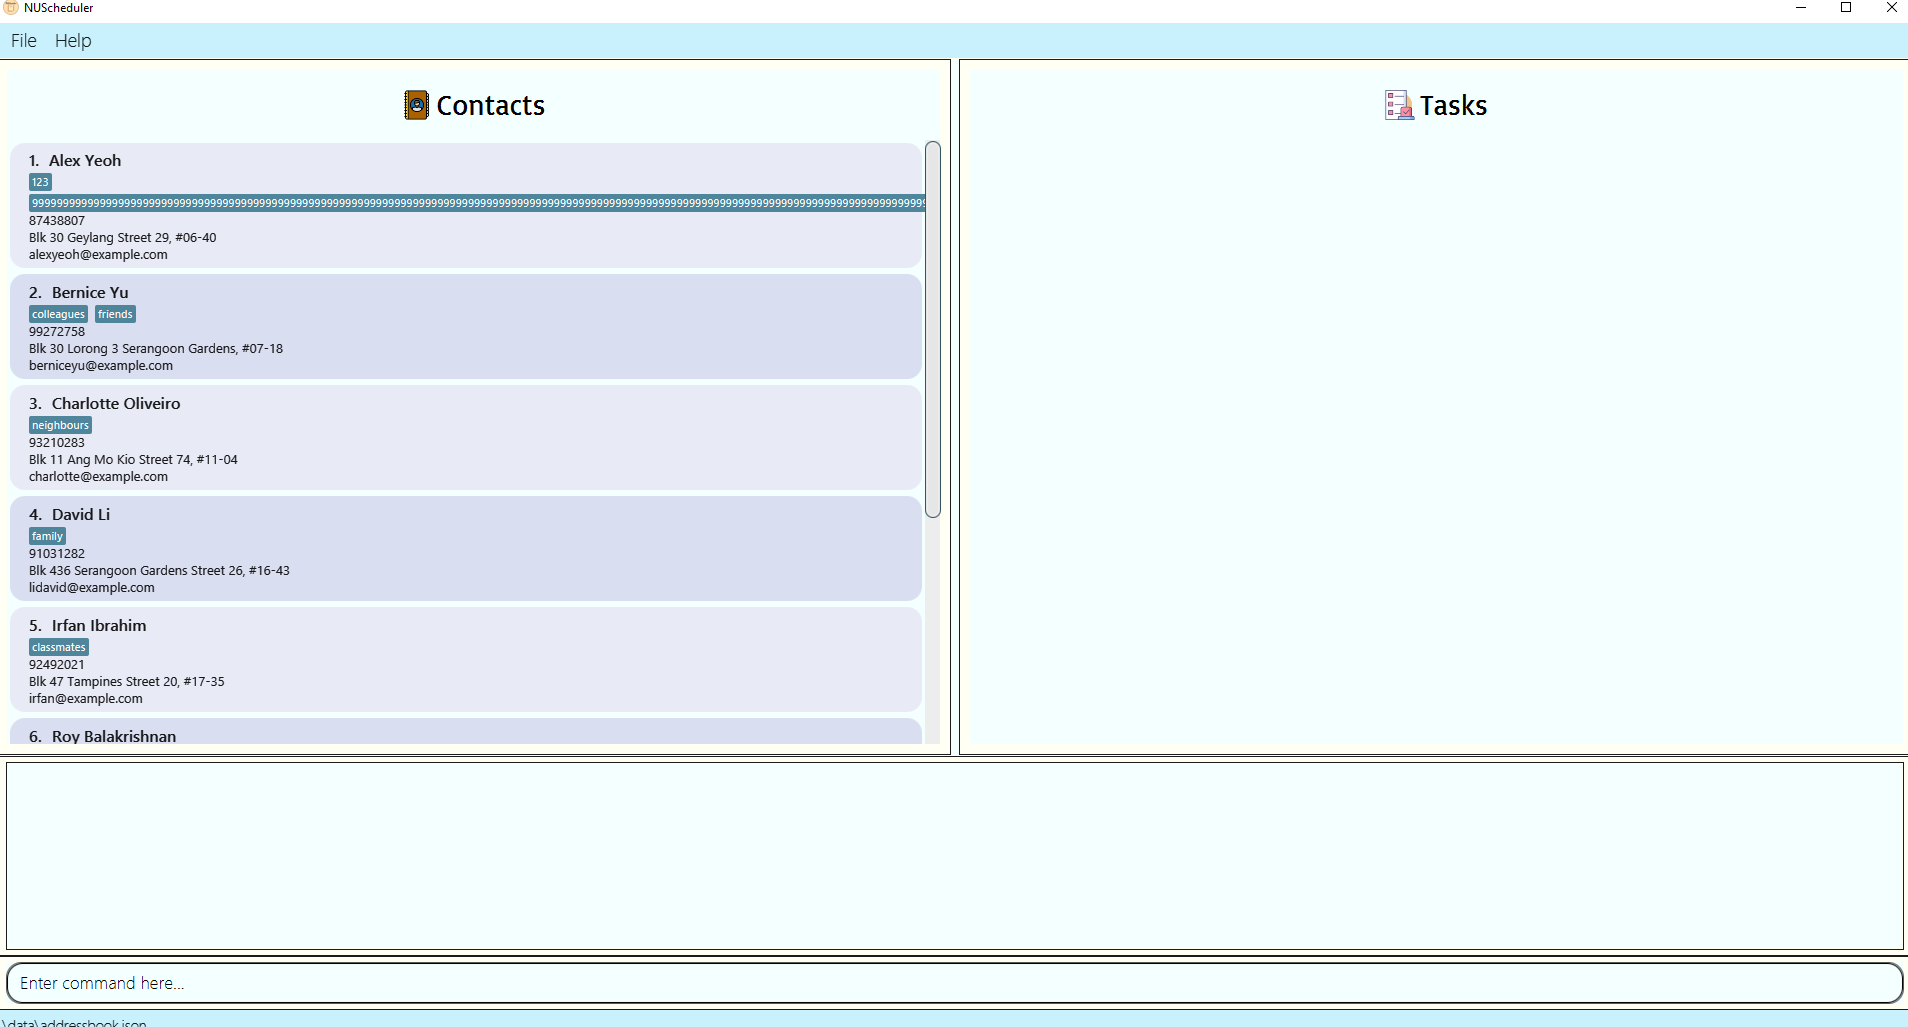 NUScheduler
File Help
Contacts
1. Alex Yeoh
123
87438807
Blk 30 Geylang Street 29, #06-40
alexyeoh@example.com
2. Bernice Yu
colleagues friends
99272758
Blk 30 Lorong 3 Serangoon Gardens, #07-18
berniceyu@example.com
3. Charlotte Oliveiro
neighbours
93210283
Blk 11 Ang Mo Kio Street 74, #11-04
charlotte@example.com
4. David Li
family
91031282
Blk 436 Serangoon Gardens Street 26, #16-43
lidavid@example.com
5. Irfan Ibrahim
classmates
92492021
Blk 47 Tampines Street 20, #17-35
irfan@example.com
6. Roy Balakrishnan
Tasks
Enter command here...
\data\addressbook.json